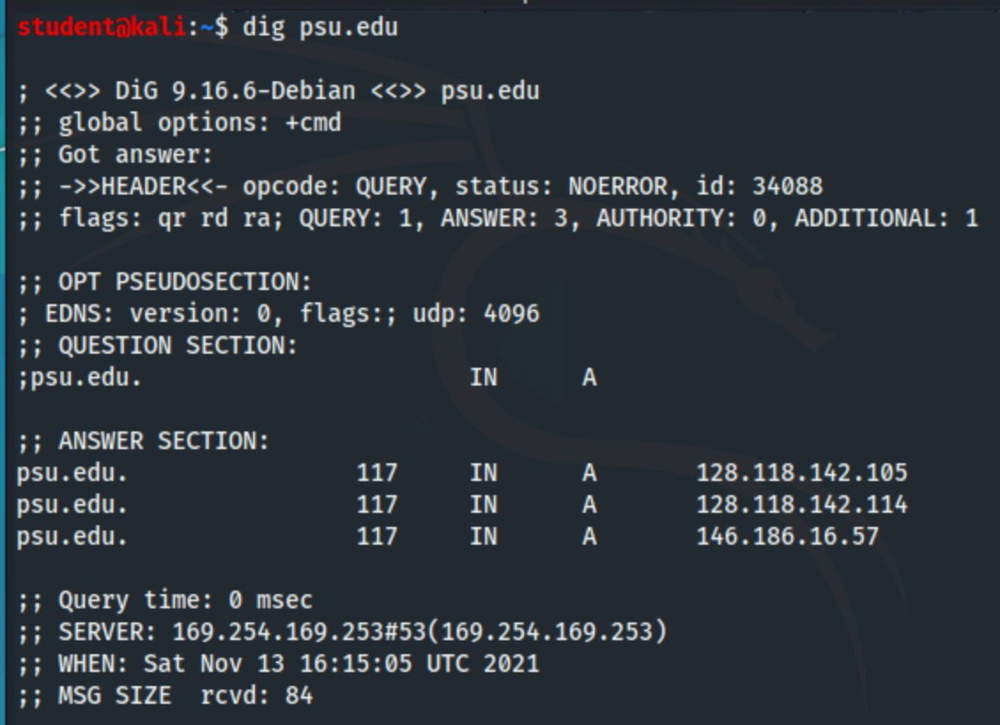 student@kali:~$ dig psu.edu
; <<>> DiG 9.16.6-Debian <<>> psu.edu
;; global options: +cmd
;; Got answer:
;; ->>HEADER<<- opcode: QUERY, status: NOERROR, id: 34088
;; flags: qr rd ra; QUERY: 1, ANSWER: 3, AUTHORITY: 0, ADDITIONAL: 1
;; OPT PSEUDOSECTION:
; EDNS: version: 0, flags:; udp: 4096
;; QUESTION SECTION:
;psu.edu. IN A
;; ANSWER SECTION:
psu.edu. 117 IN A 128.118.142.105
psu.edu. 117 IN A 128.118.142.114
psu.edu. 117 IN A 146.186.16.57
;; Query time: 0 msec
;; SERVER: 169.254.169.253#53(169.254.169.253)
;; WHEN: Sat Nov 13 16:15:05 UTC 2021
;; MSG SIZE rcvd: 84